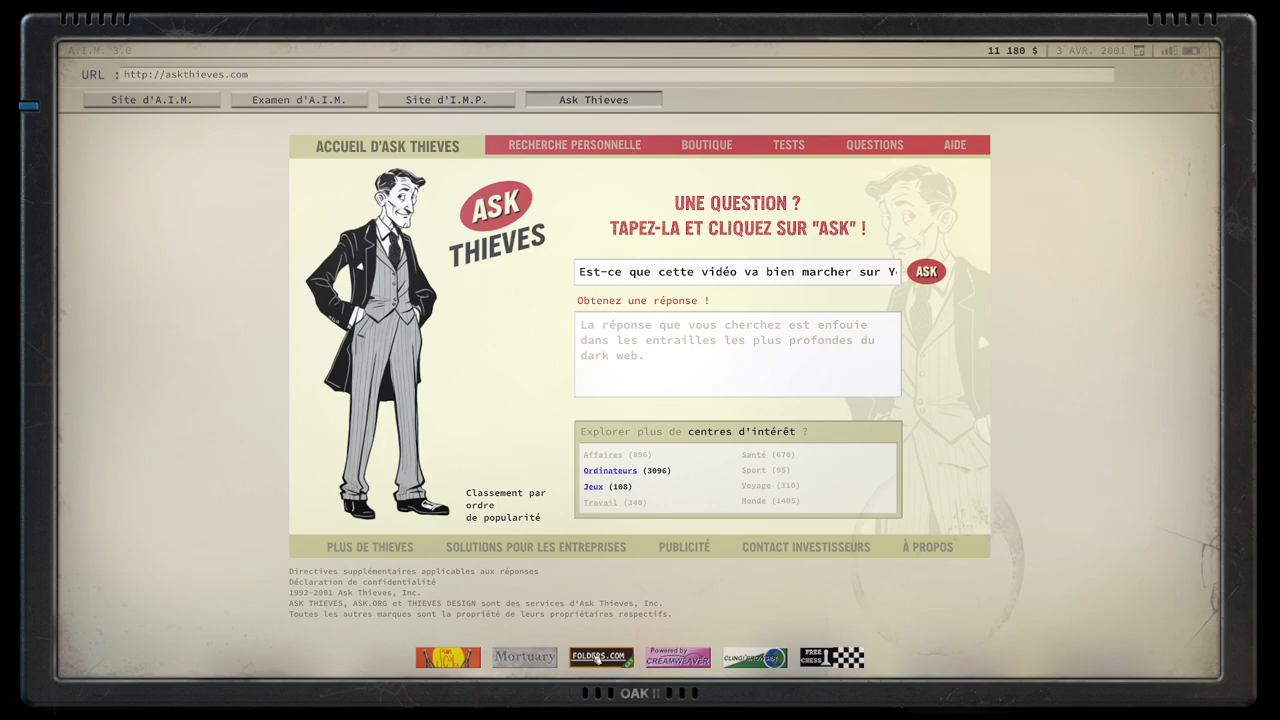 A.I.M. 3.0
11 180 $ | 3 AVR. 2001
URL : http://askthieves.com
Site d'A.I.M. Examen d'A.I.M. Site d'I.M.P. Ask Thieves
ACCUEIL D'ASK THIEVES RECHERCHE PERSONNELLE BOUTIQUE TESTS QUESTIONS AIDE
ASK
THIEVES
UNE QUESTION ?
TAPEZ-LA ET CLIQUEZ SUR "ASK" !
Est-ce que cette vidéo va bien marcher sur Y
ASK
Obtenez une réponse !
La réponse que vous cherchez est enfouie
dans les entrailles les plus profondes du
dark web.
Explorer plus de centres d'intérêt ?
Affaires (896) Santé (670)
Ordinateurs (3096) Sport (95)
Jeux (108) Voyage (310)
Travail (340) Monde (1405)
Classement par
ordre
de popularité
PLUS DE THIEVES SOLUTIONS POUR LES ENTREPRISES PUBLICITÉ CONTACT INVESTISSEURS À PROPOS
Directives supplémentaires applicables aux réponses
Déclaration de confidentialité
1992-2001 Ask Thieves, Inc.
ASK THIEVES, ASK.ORG et THIEVES DESIGN sont des services d'Ask Thieves, Inc.
Toutes les autres marques sont la propriété de leurs propriétaires respectifs.
Mortuary
FOLDERS.COM
Powered by
CREAMWEAVER
FREE
CHESS
OAK II